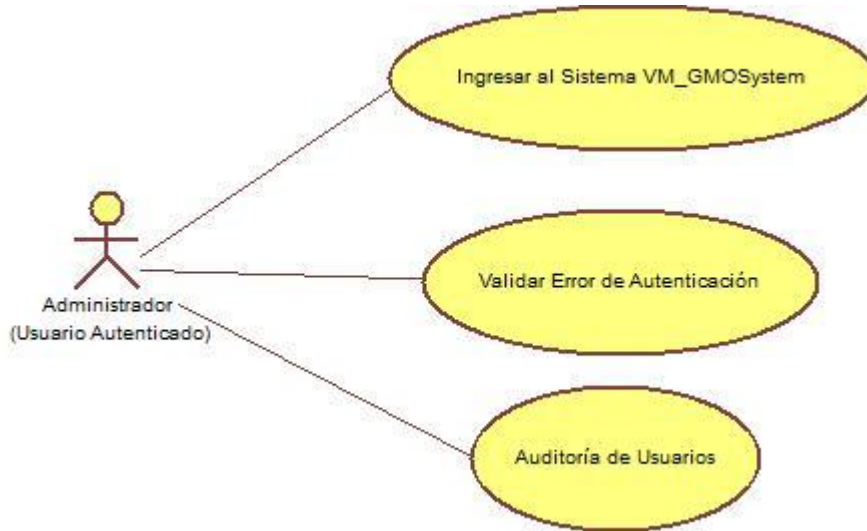 Ingresar al Sistema VM_GMOSystem
Validar Error de Autenticación
Administrador
(Usuario Autenticado)
Auditoría de Usuarios